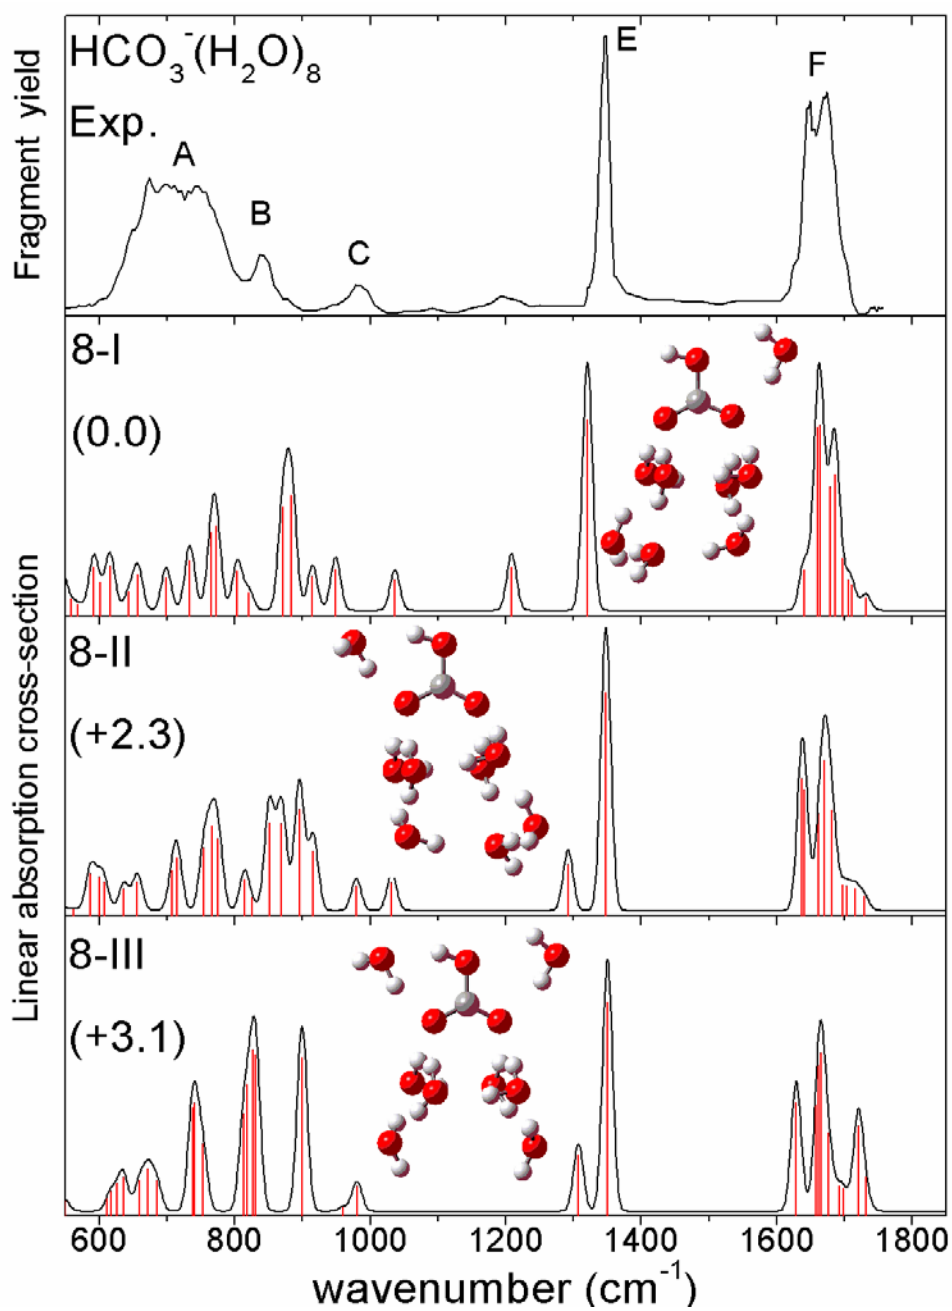 HCO₃⁻(H₂O)₈
Exp.
A
B
C
E
F
Fragment yield
8-I
(0.0)
8-II
(+2.3)
8-III
(+3.1)
Linear absorption cross-section
600 800 1000 1200 1400 1600 1800
wavenumber (cm⁻¹)